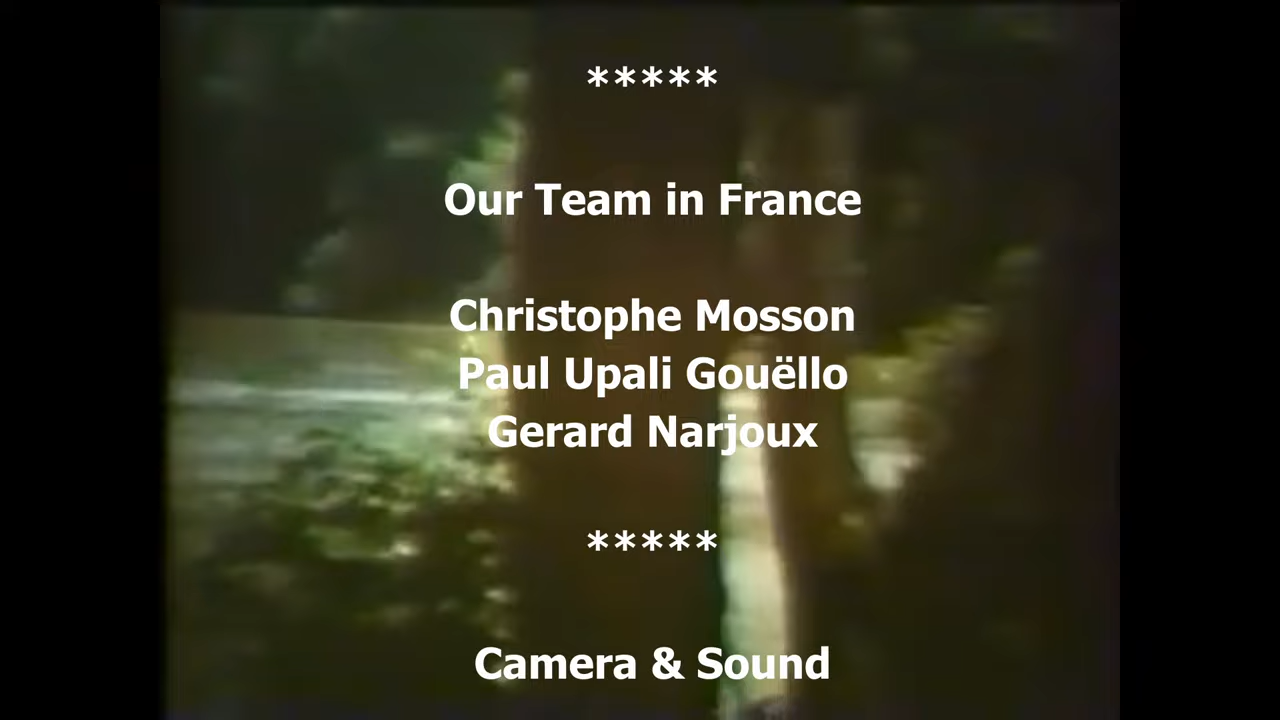 *****
Our Team in France
Christophe Mosson
Paul Upali Gouëllo
Gerard Narjoux
*****
Camera & Sound